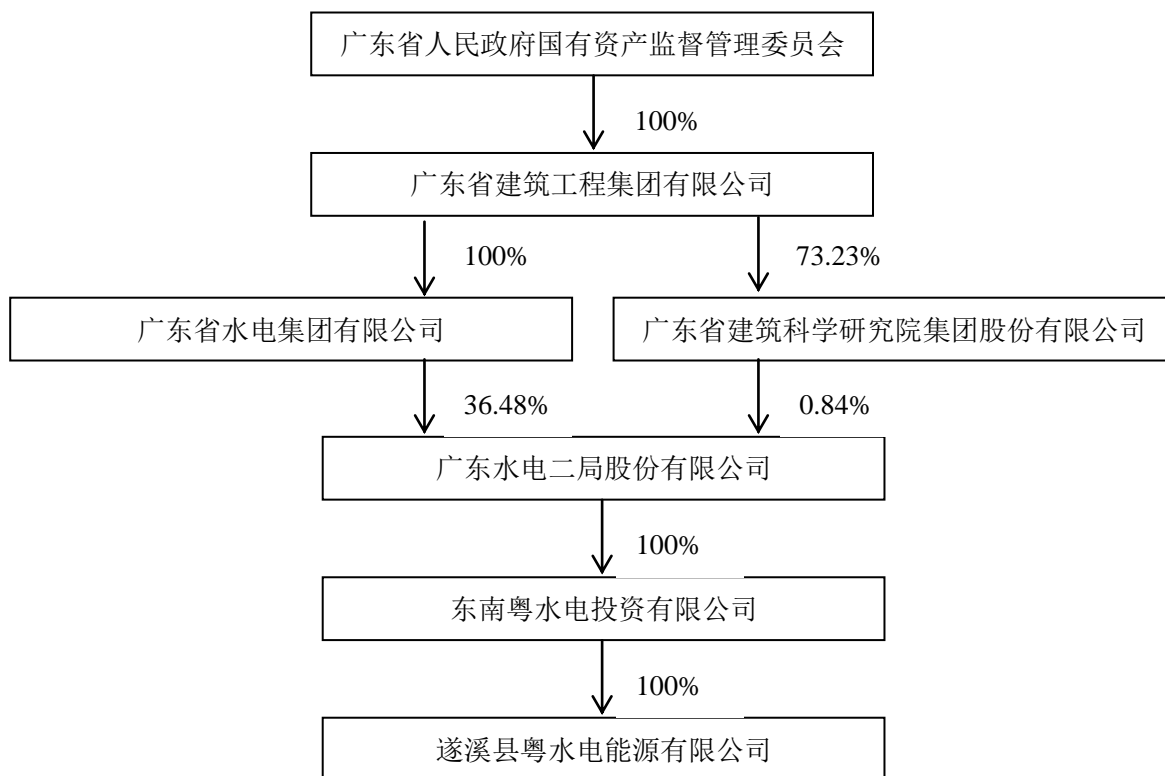 广东省人民政府国有资产监督管理委员会
100%
广东省建筑工程集团有限公司
100%
73.23%
广东省水电集团有限公司
广东省建筑科学研究院集团股份有限公司
36.48%
0.84%
广东水电二局股份有限公司
100%
东南粤水电投资有限公司
100%
遂溪县粤水电能源有限公司